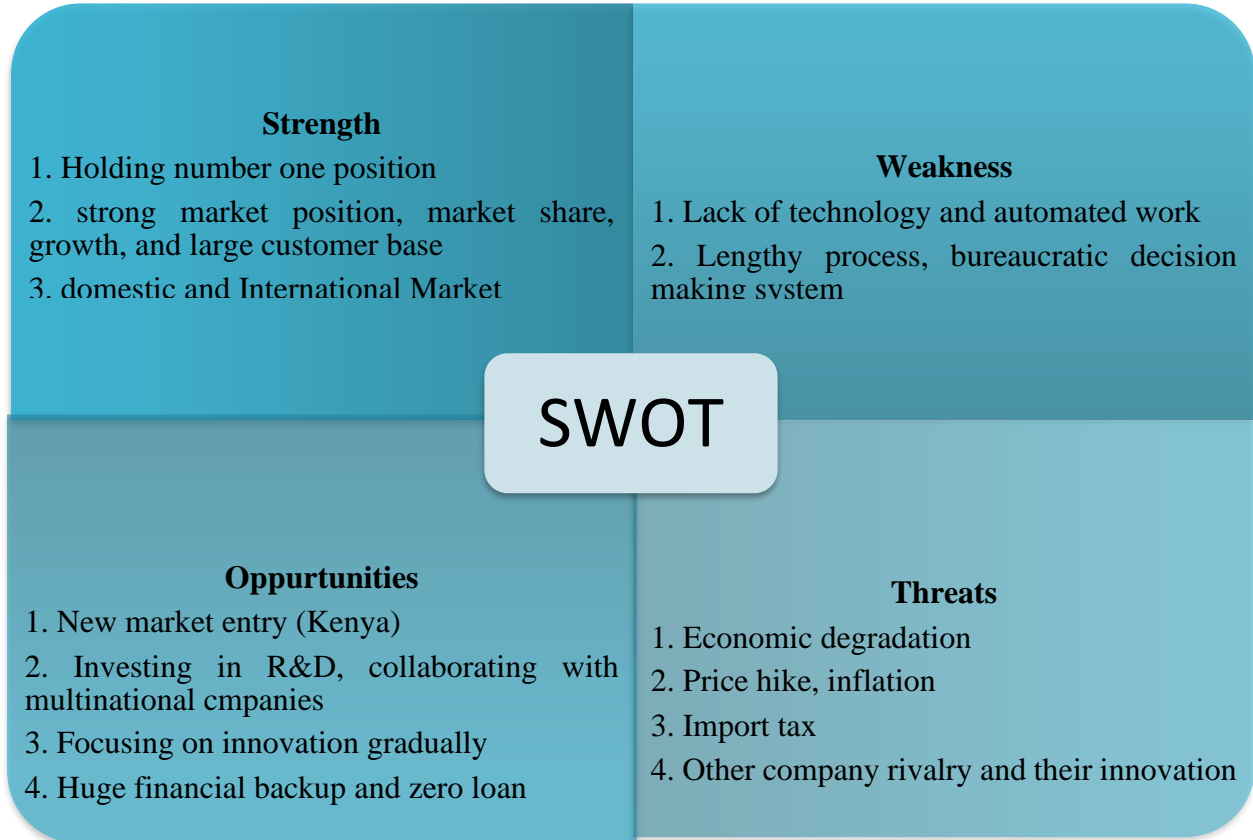 Strength
1. Holding number one position
2. strong market position, market share,
growth, and large customer base
3. domestic and International Market
Weakness
1. Lack of technology and automated work
2. Lengthy process, bureaucratic decision
making system
SWOT
Oppurtunities
1. New market entry (Kenya)
2. Investing in R&D, collaborating with
multinational cmpanies
3. Focusing on innovation gradually
4. Huge financial backup and zero loan
Threats
1. Economic degradation
2. Price hike, inflation
3. Import tax
4. Other company rivalry and their innovation